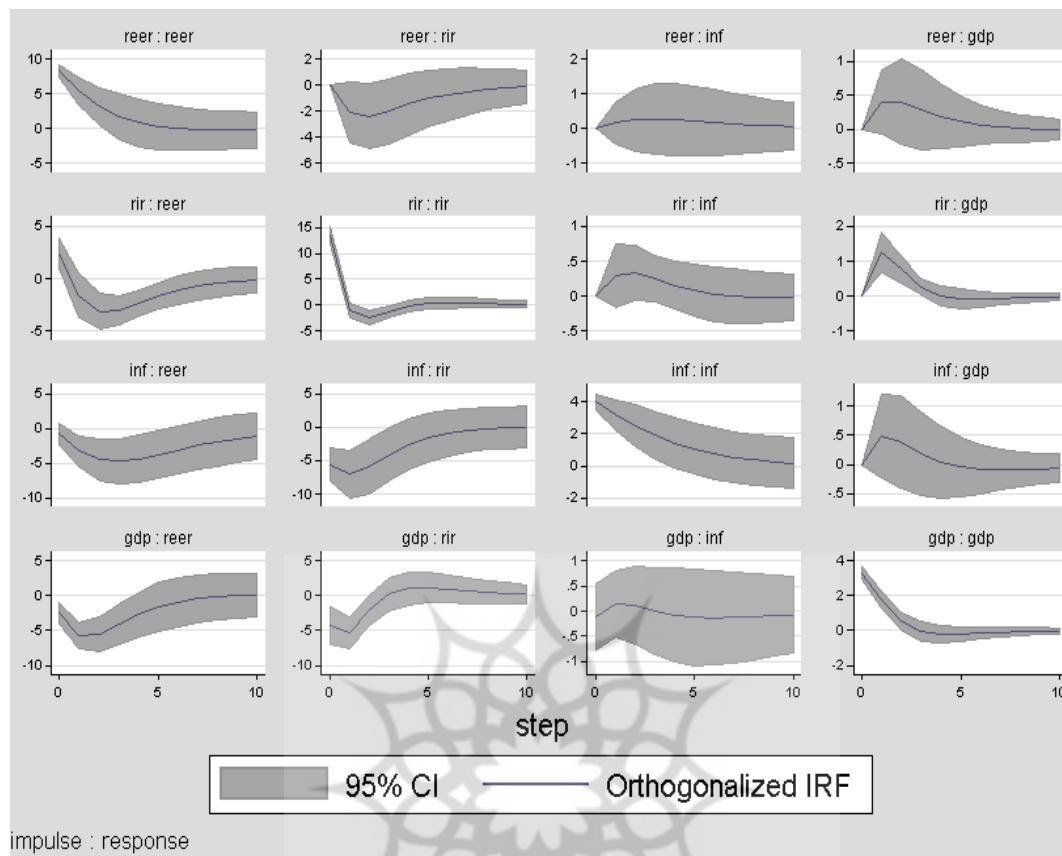 reer : reer
reer : rir
reer : inf
reer : gdp
10
5
0
-5
2
0
-2
-4
-6
2
1
0
-1
1
.5
0
-.5
rir : reer
rir : rir
rir : inf
rir : gdp
5
0
-5
15
10
5
0
-5
1
.5
0
-.5
2
1
0
-1
inf : reer
inf : rir
inf : inf
inf : gdp
5
0
-5
-10
5
0
-5
-10
4
2
0
-2
1
.5
0
-.5
gdp : reer
gdp : rir
gdp : inf
gdp : gdp
5
0
-5
-10
5
0
-5
-10
1
.5
0
-.5
-1
4
2
0
-2
0 5 10
0 5 10
0 5 10
0 5 10
step
95% CI Orthogonalized IRF
impulse : response